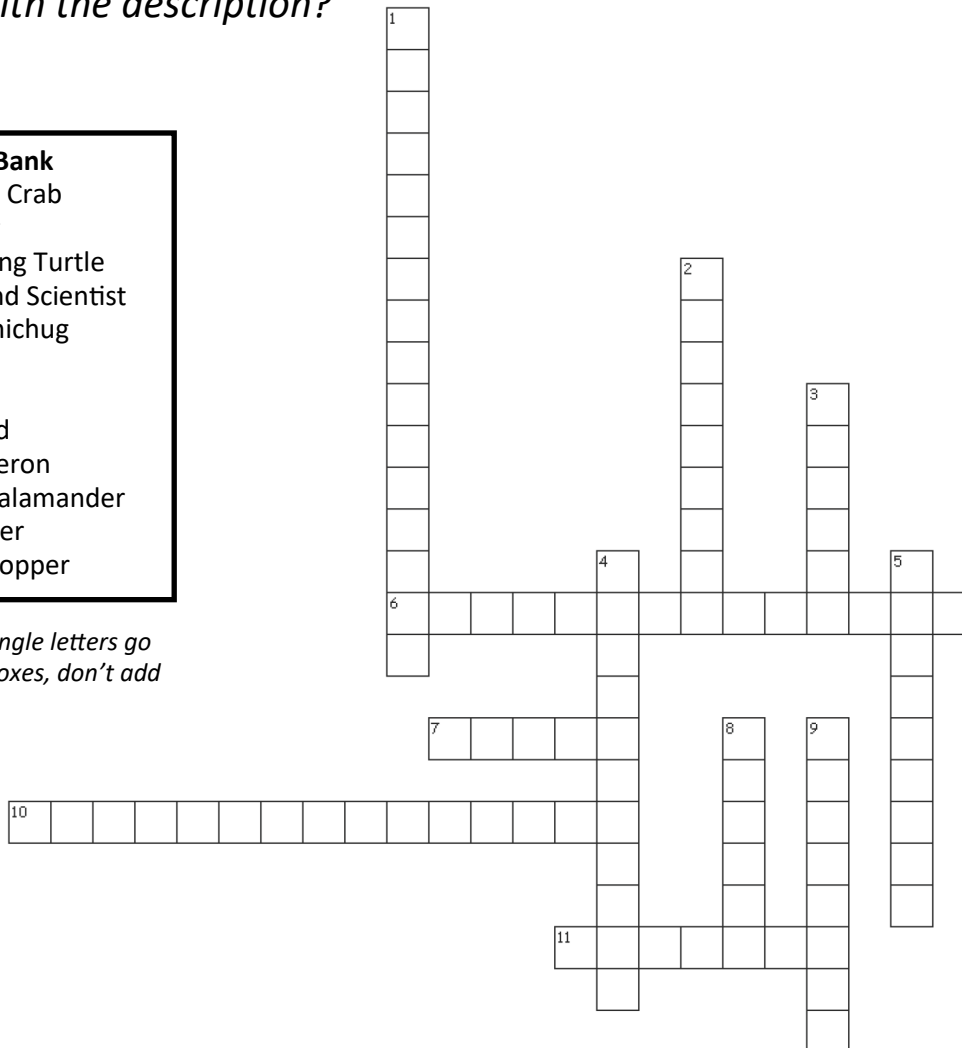 ith the description?
Bank
Crab
ng Turtle
nd Scientist
michug
d
eron
alamander
er
opper
ngle letters go
oxes, don't add
1
2
3
4
5
6
7
8
9
10
11